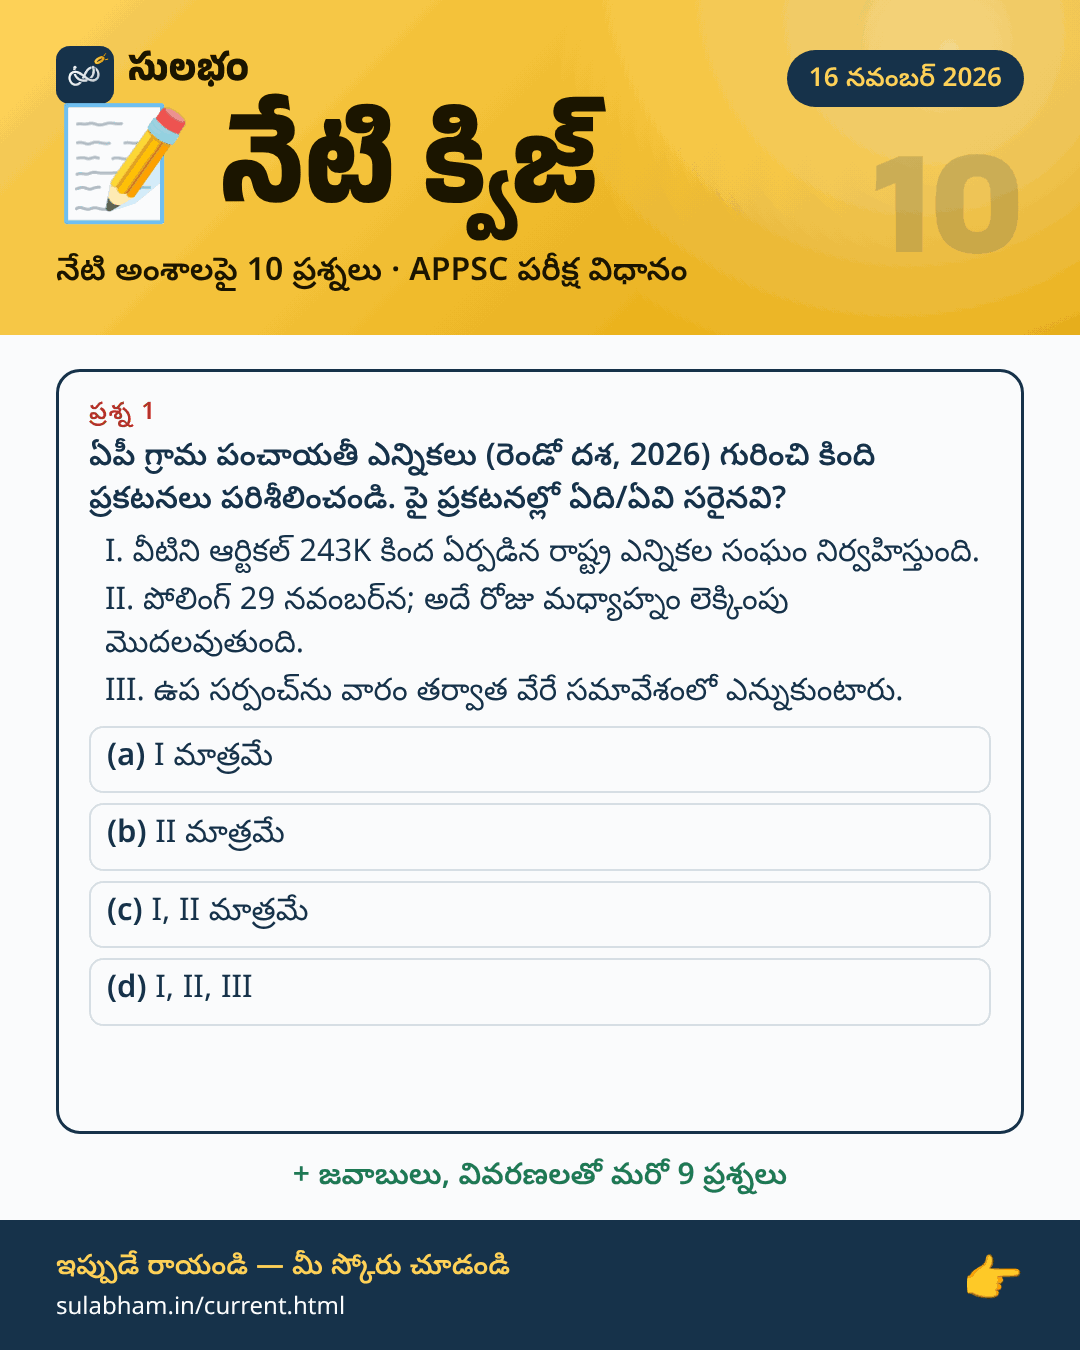 సులభం
16 నవంబర్ 2026
నేటి క్విజ్
10
నేటి అంశాలపై 10 ప్రశ్నలు · APPSC పరీక్ష విధానం
ప్రశ్న 1
ఏపీ గ్రామ పంచాయతీ ఎన్నికలు (రెండో దశ, 2026) గురించి కింది
ప్రకటనలు పరిశీలించండి. పై ప్రకటనల్లో ఏది/ఏవి సరైనవి?
I. వీటిని ఆర్టికల్ 243K కింద ఏర్పడిన రాష్ట్ర ఎన్నికల సంఘం నిర్వహిస్తుంది.
II. పోలింగ్ 29 నవంబర్‌న; అదే రోజు మధ్యాహ్నం లెక్కింపు
మొదలవుతుంది.
III. ఉప సర్పంచ్‌ను వారం తర్వాత వేరే సమావేశంలో ఎన్నుకుంటారు.
(a) I మాత్రమే
(b) II మాత్రమే
(c) I, II మాత్రమే
(d) I, II, III
+ జవాబులు, వివరణలతో మరో 9 ప్రశ్నలు
ఇప్పుడే రాయండి — మీ స్కోరు చూడండి
sulabham.in/current.html